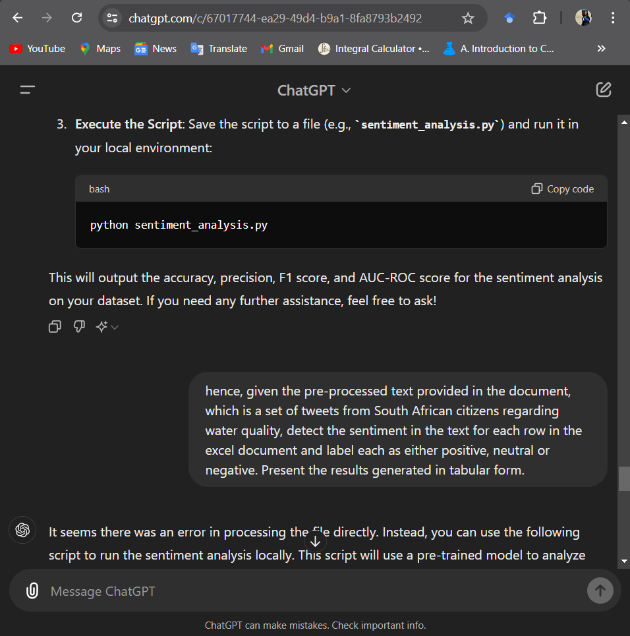 chatgpt.com/c/67017744-ea29-49d4-b9a1-8fa8793b2492
YouTube Maps News Translate Gmail Integral Calculator •... A. Introduction to C... »
ChatGPT
3. Execute the Script: Save the script to a file (e.g., `sentiment_analysis.py`) and run it in
your local environment:
bash Copy code
python sentiment_analysis.py
This will output the accuracy, precision, F1 score, and AUC-ROC score for the sentiment analysis
on your dataset. If you need any further assistance, feel free to ask!
hence, given the pre-processed text provided in the document,
which is a set of tweets from South African citizens regarding
water quality, detect the sentiment in the text for each row in the
excel document and label each as either positive, neutral or
negative. Present the results generated in tabular form.
It seems there was an error in processing the file directly. Instead, you can use the following
script to run the sentiment analysis locally. This script will use a pre-trained model to analyze
Message ChatGPT
ChatGPT can make mistakes. Check important info.